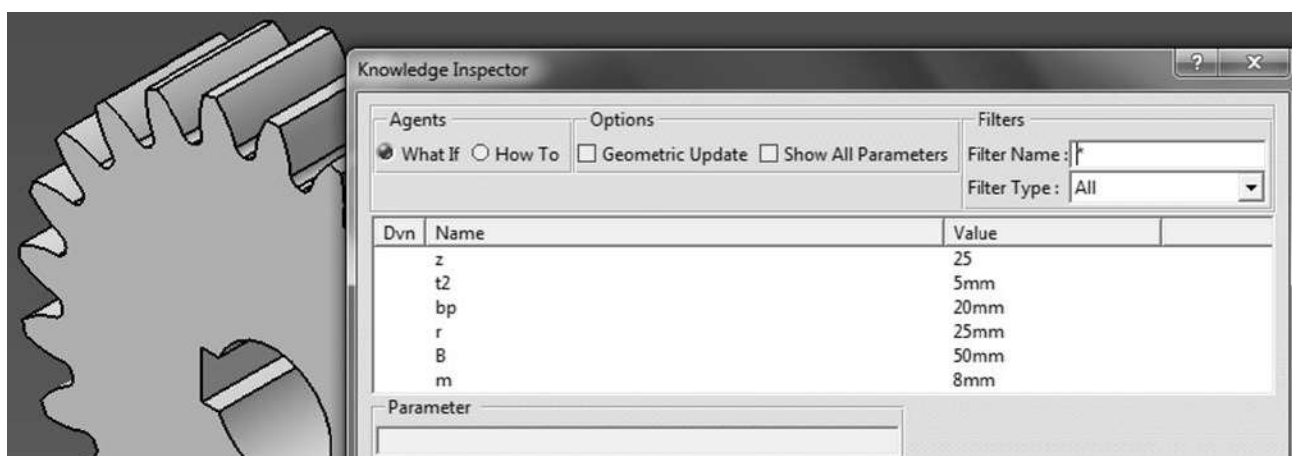 Knowledge Inspector ? X
Agents Options Filters
What If How To Geometric Update Show All Parameters Filter Name : *
Filter Type : All
Dvn Name Value
z 25
t2 5mm
bp 20mm
r 25mm
B 50mm
m 8mm
Parameter